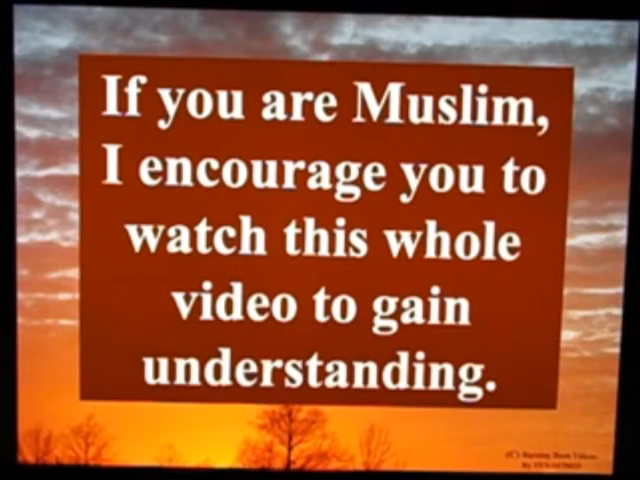 If you are Muslim,
I encourage you to
watch this whole
video to gain
understanding.